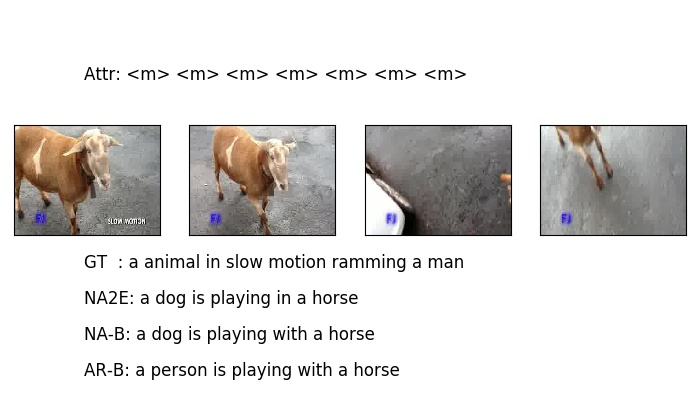 Attr: <m> <m> <m> <m> <m> <m> <m>
FJ SLOW MOTION FJ FJ FJ
GT : a animal in slow motion ramming a man
NA2E: a dog is playing in a horse
NA-B: a dog is playing with a horse
AR-B: a person is playing with a horse